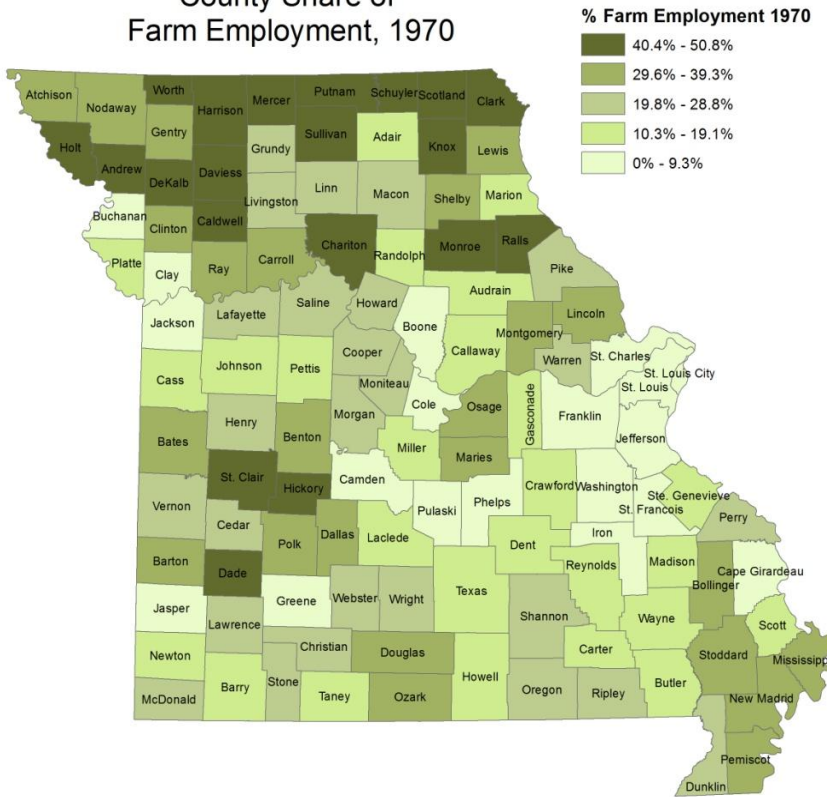 County Share of
Farm Employment, 1970
% Farm Employment 1970
40.4% - 50.8%
29.6% - 39.3%
19.8% - 28.8%
10.3% - 19.1%
0% - 9.3%
Atchison
Nodaway
Worth
Harrison
Mercer
Putnam
Schuyler
Scotland
Clark
Gentry
Holt
Andrew
DeKalb
Daviess
Grundy
Sullivan
Adair
Knox
Lewis
Buchanan
Clinton
Caldwell
Livingston
Linn
Macon
Shelby
Marion
Platte
Clay
Ray
Carroll
Chariton
Randolph
Monroe
Ralls
Pike
Jackson
Lafayette
Saline
Howard
Boone
Audrain
Callaway
Montgomery
Lincoln
Warren
St. Charles
St. Louis City
St. Louis
Cass
Johnson
Pettis
Cooper
Moniteau
Cole
Osage
Gasconade
Franklin
Jefferson
Bates
Henry
Benton
Morgan
Miller
Maries
St. Clair
Hickory
Camden
Pulaski
Phelps
Crawford
Washington
St. Francois
Ste. Genevieve
Perry
Vernon
Cedar
Polk
Dallas
Laclede
Dent
Iron
Reynolds
Madison
Bollinger
Cape Girardeau
Barton
Dade
Jasper
Greene
Webster
Wright
Texas
Shannon
Wayne
Scott
Lawrence
Christian
Douglas
Carter
Stoddard
Mississipp
Newton
Barry
Stone
Taney
Ozark
Howell
Oregon
Ripley
Butler
New Madrid
McDonald
Pemiscot
Dunklin